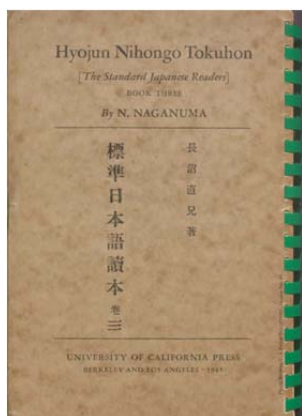 Hyojun Nihongo Tokuhon
[The Standard Japanese Readers]
BOOK THREE
By N. NAGANUMA
長沼直兄著
標準日本語讀本 卷三
UNIVERSITY OF CALIFORNIA PRESS
BERKELEY AND LOS ANGELES · 1945